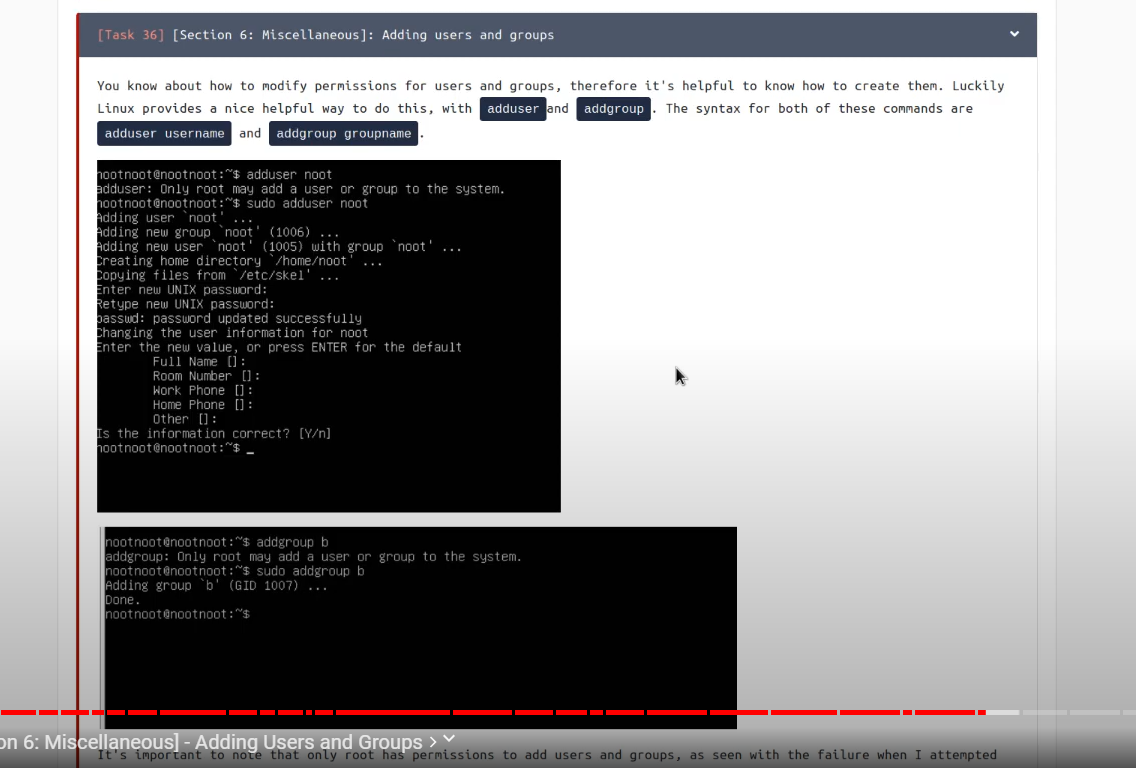 [Task 36] [Section 6: Miscellaneous]: Adding users and groups
You know about how to modify permissions for users and groups, therefore it's helpful to know how to create them. Luckily
Linux provides a nice helpful way to do this, with adduser and addgroup . The syntax for both of these commands are
adduser username and addgroup groupname .
nootnoot@nootnoot:~$ adduser noot
adduser: Only root may add a user or group to the system.
nootnoot@nootnoot:~$ sudo adduser noot
Adding user `noot' ...
Adding new group `noot' (1006) ...
Adding new user `noot' (1005) with group `noot' ...
Creating home directory `/home/noot' ...
Copying files from `/etc/skel' ...
Enter new UNIX password:
Retype new UNIX password:
passwd: password updated successfully
Changing the user information for noot
Enter the new value, or press ENTER for the default
Full Name []:
Room Number []:
Work Phone []:
Home Phone []:
Other []:
Is the information correct? [Y/n]
nootnoot@nootnoot:~$ _
nootnoot@nootnoot:~$ addgroup b
addgroup: Only root may add a user or group to the system.
nootnoot@nootnoot:~$ sudo addgroup b
Adding group `b' (GID 1007) ...
Done.
nootnoot@nootnoot:~$
on 6: Miscellaneous] - Adding Users and Groups >
It's important to note that only root has permissions to add users and groups, as seen with the failure when I attempted